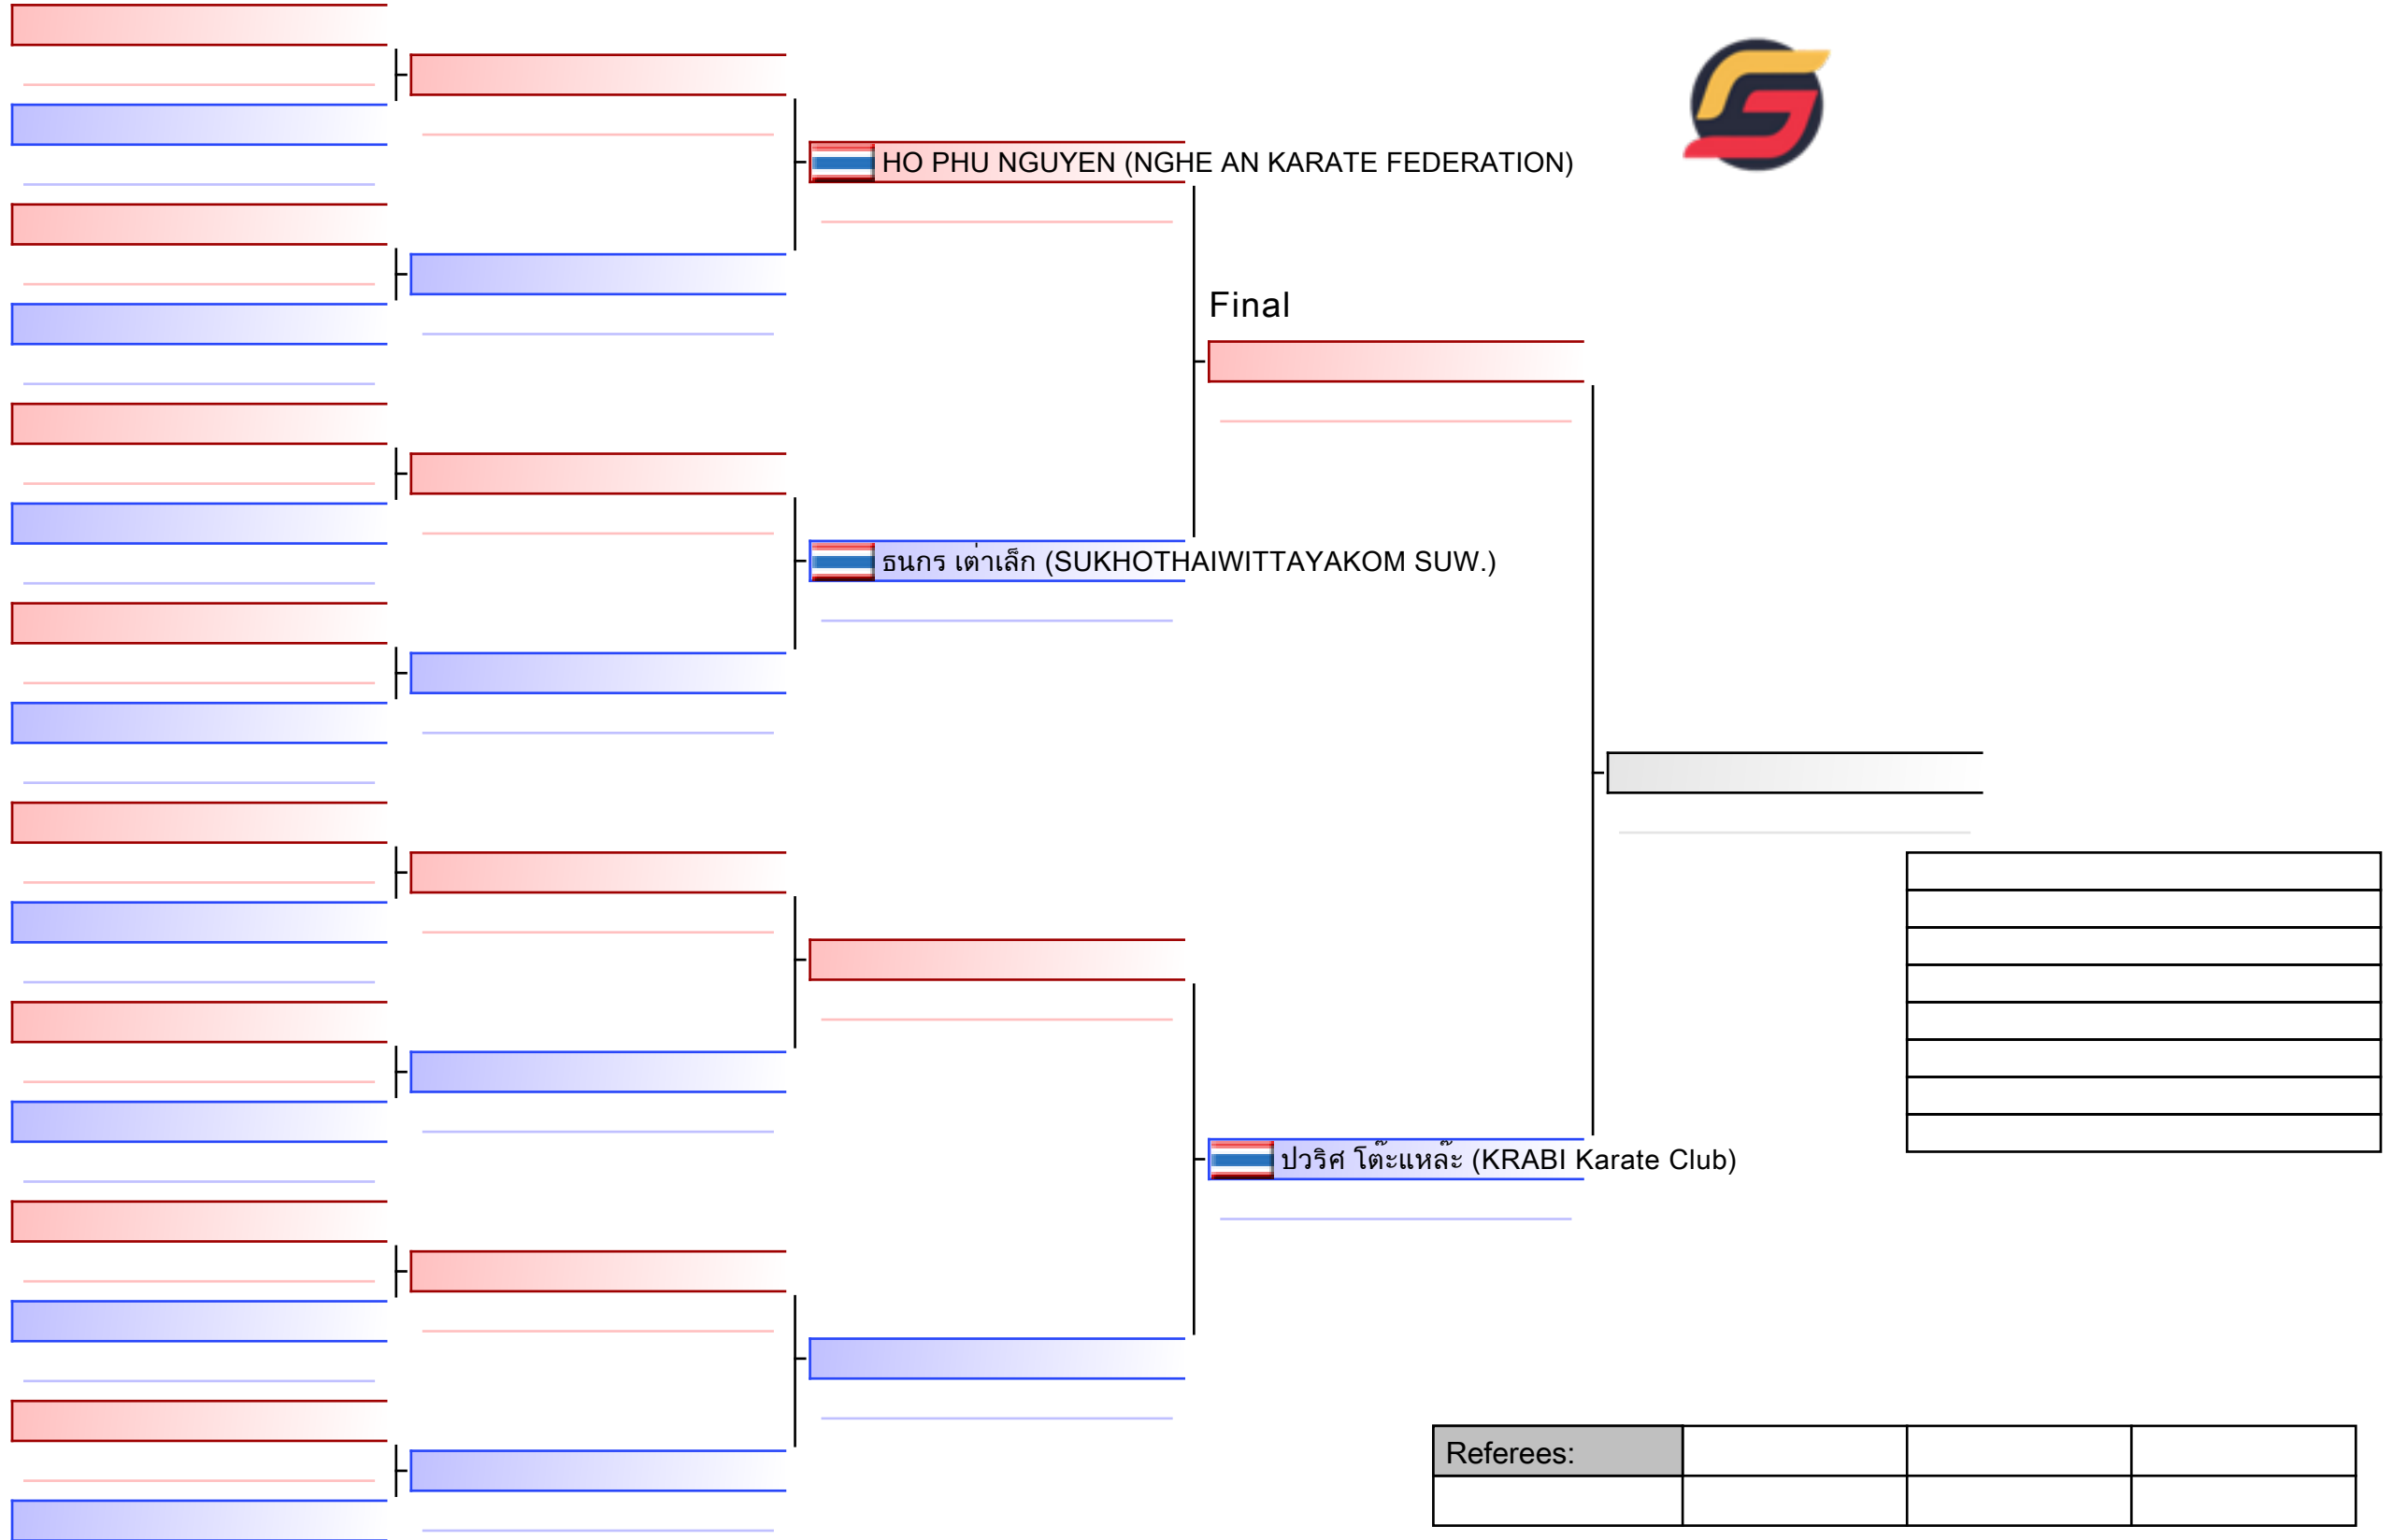 HO PHU NGUYEN (NGHE AN KARATE FEDERATION)
Final
ธนกร เต่าเล็ก (SUKHOTHAIWITTAYAKOM SUW.)
ปวริศ โต๊ะแหล๊ะ (KRABI Karate Club)
Referees: